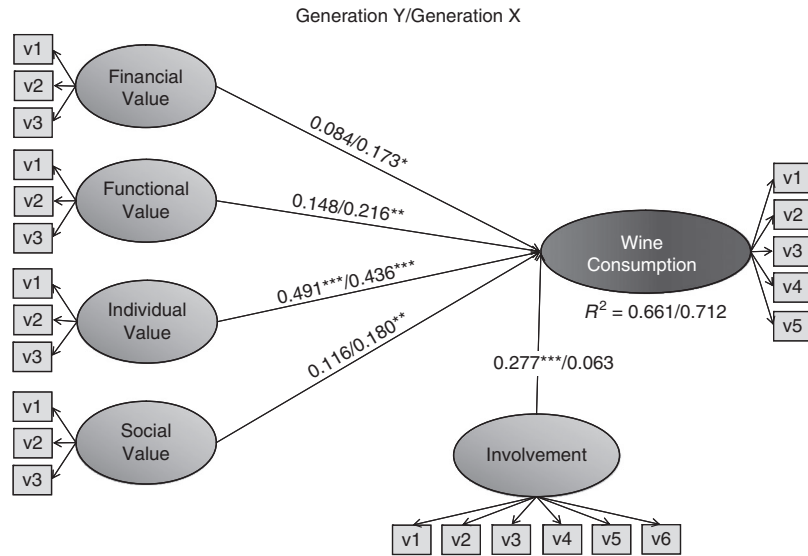 Generation Y/Generation X
v1
v2
v3
Financial
Value
0.084/0.173*
v1
v2
v3
Functional
Value
0.148/0.216**
v1
v2
v3
Individual
Value
0.491***/0.436***
v1
v2
v3
Social
Value
0.116/0.180**
Wine
Consumption
v1
v2
v3
v4
v5
R² = 0.661/0.712
0.277***/0.063
Involvement
v1 v2 v3 v4 v5 v6